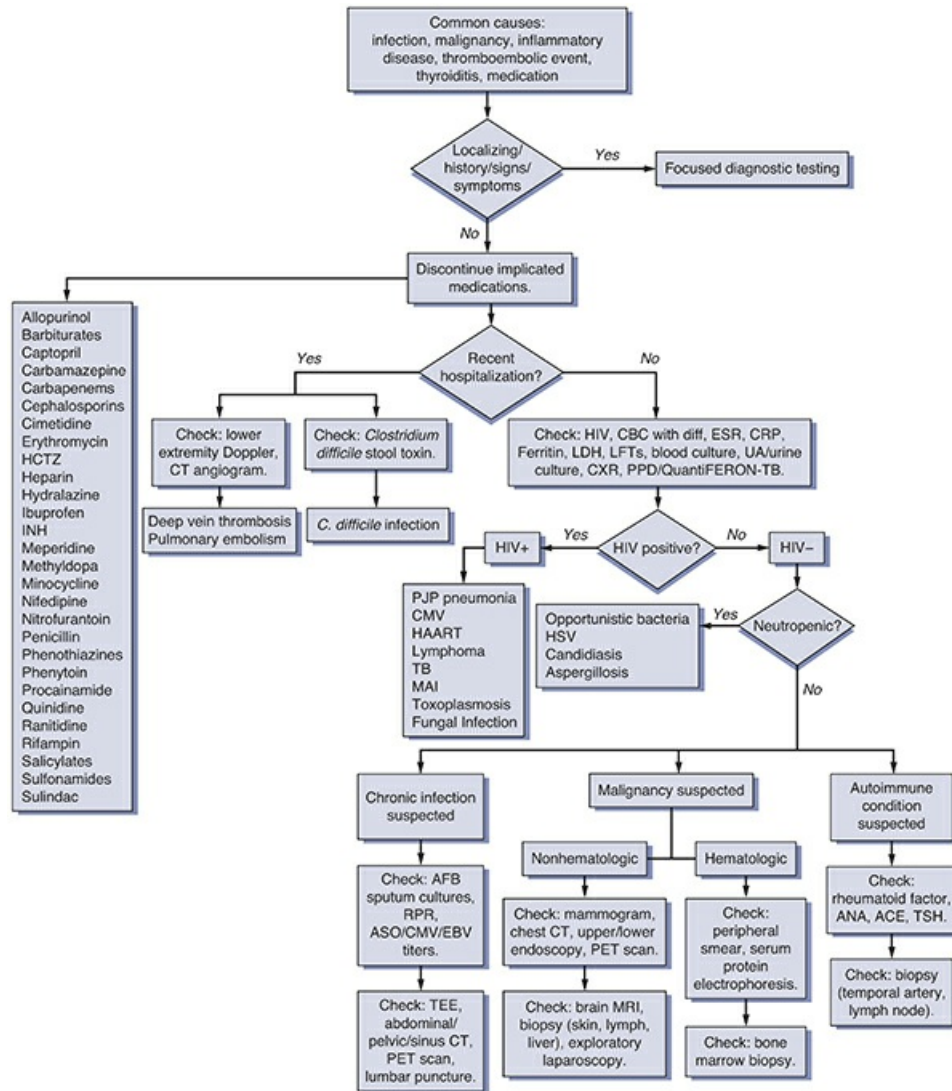 Common causes:
infection, malignancy, inflammatory
disease, thromboembolic event,
thyroiditis, medication
Localizing/
history/signs/
symptoms
Yes
Focused diagnostic testing
No
Discontinue implicated
medications.
Allopurinol
Barbiturates
Captopril
Carbamazepine
Carbapenems
Cephalosporins
Cimetidine
Erythromycin
HCTZ
Heparin
Hydralazine
Ibuprofen
INH
Meperidine
Methyldopa
Minocycline
Nifedipine
Nitrofurantoin
Penicillin
Phenothiazines
Phenytoin
Procainamide
Quinidine
Ranitidine
Rifampin
Salicylates
Sulfonamides
Sulindac
Recent
hospitalization?
Yes
No
Check: lower
extremity Doppler,
CT angiogram.
Check: Clostridium
difficile stool toxin.
Deep vein thrombosis
Pulmonary embolism
C. difficile infection
Check: HIV, CBC with diff, ESR, CRP,
Ferritin, LDH, LFTs, blood culture, UA/urine
culture, CXR, PPD/QuantiFERON-TB.
HIV positive?
Yes
No
HIV+
HIV–
PJP pneumonia
CMV
HAART
Lymphoma
TB
MAI
Toxoplasmosis
Fungal Infection
Neutropenic?
Yes
Opportunistic bacteria
HSV
Candidiasis
Aspergillosis
No
Chronic infection
suspected
Check: AFB
sputum cultures,
RPR,
ASO/CMV/EBV
titers.
Check: TEE,
abdominal/
pelvic/sinus CT,
PET scan,
lumbar puncture.
Malignancy suspected
Nonhematologic
Hematologic
Check: mammogram,
chest CT, upper/lower
endoscopy, PET scan.
Check: brain MRI,
biopsy (skin, lymph,
liver), exploratory
laparoscopy.
Check:
peripheral
smear, serum
protein
electrophoresis.
Check: bone
marrow biopsy.
Autoimmune
condition
suspected
Check:
rheumatoid factor,
ANA, ACE, TSH.
Check: biopsy
(temporal artery,
lymph node).